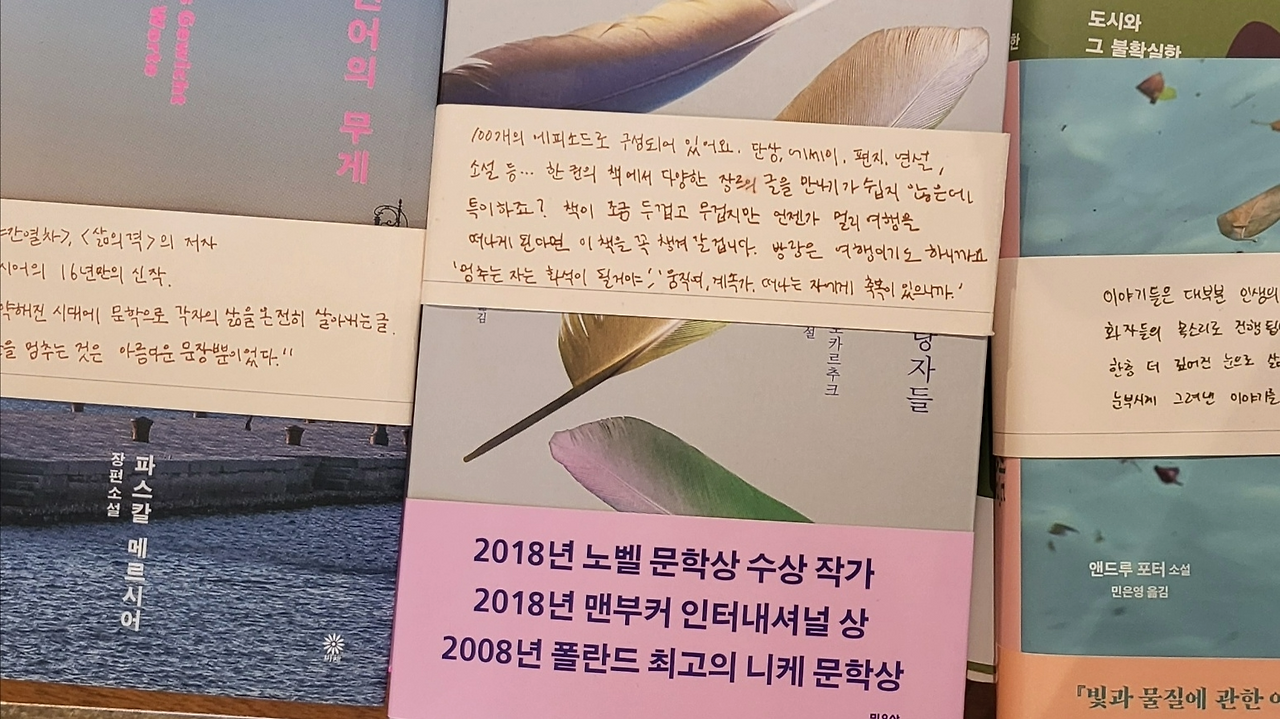 언어의 무게
간열차>, <삶의격>의 저자
시어의 16년만의 신작.
약해진 시대에 문학으로 각자의 삶을 온전히 살아내는글.
을 멈추는 것은 아름다운 문장뿐이었다."
파스칼 메르시어
장편소설
비채
100개의 에피소드로 구성되어 있어요. 단상, 에세이, 편지, 연설,
소설 등... 한 권의 책에서 다양한 장르의 글을 만나기가 쉽지 않은데
특이하죠? 책이 조금 두껍고 무겁지만 언젠가 멀리 여행을
떠나게 된다면 이 책을 꼭 챙겨 갈 겁니다. 방랑은 여행이기도 하니까요
'멈추는 자는 화석이 될거야', '움직여, 계속가, 떠나는 자에게 축복이 있으니까.'
랑자들
토카르추크
설
김
2018년 노벨 문학상 수상 작가
2018년 맨부커 인터내셔널 상
2008년 폴란드 최고의 니케 문학상
민음사
도시와
그 불확실한
한
이야기들은 대부분 인생의
화자들의 목소리로 진행됩
한층 더 깊어진 눈으로 삶
눈부시게 그려낸 이야기를
앤드루 포터 소설
민은영 옮김
『빛과 물질에 관한 이